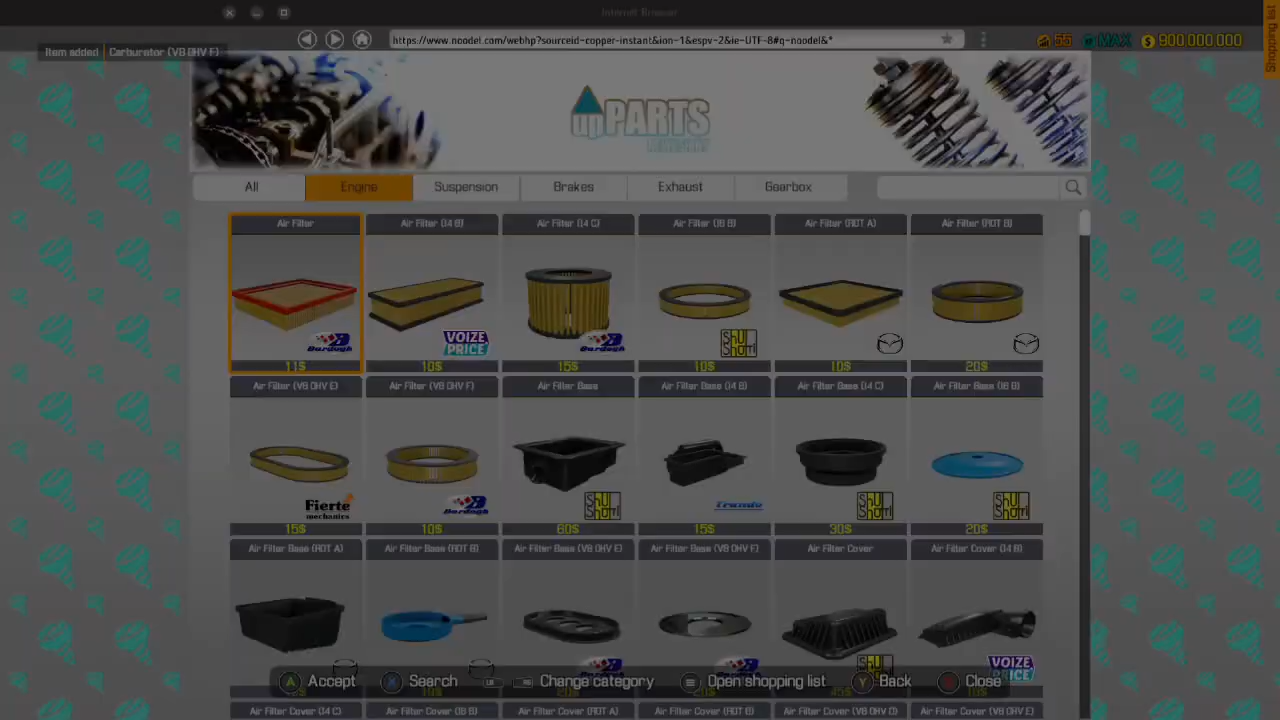 Internet Browser
Item added Carburator (V8 OHV F)
https://www.noodel.com/webhp?sourceid-copper-instant&ion-1&espv-2&ie-UTF-8#q-noodel&*
55 MAX $ 900 000 000
Shopping list
upPARTS
All Engine Suspension Brakes Exhaust Gearbox
Air Filter Air Filter (I4 B) Air Filter (I4 C) Air Filter (I6 B) Air Filter (ROT A) Air Filter (ROT B)
Bardogh VOIZE PRICE Bardogh Shu Shumi
11$ 10$ 15$ 10$ 10$ 20$
Air Filter (V8 OHV E) Air Filter (V8 OHV F) Air Filter Base Air Filter Base (I4 B) Air Filter Base (I4 C) Air Filter Base (I6 B)
Fierte mechanics Bardogh
15$ 10$ 60$ 15$ 30$ 20$
Air Filter Base (ROT A) Air Filter Base (ROT B) Air Filter Base (V8 OHV E) Air Filter Base (V8 OHV F) Air Filter Cover Air Filter Cover (I4 B)
VOIZE PRICE
A Accept X Search Change category Open shopping list Y Back Close
Air Filter Cover (I4 C) Air Filter Cover (I6 B) Air Filter Cover (ROT A) Air Filter Cover (ROT B) Air Filter Cover (V8 OHV D) Air Filter Cover (V8 OHV E)